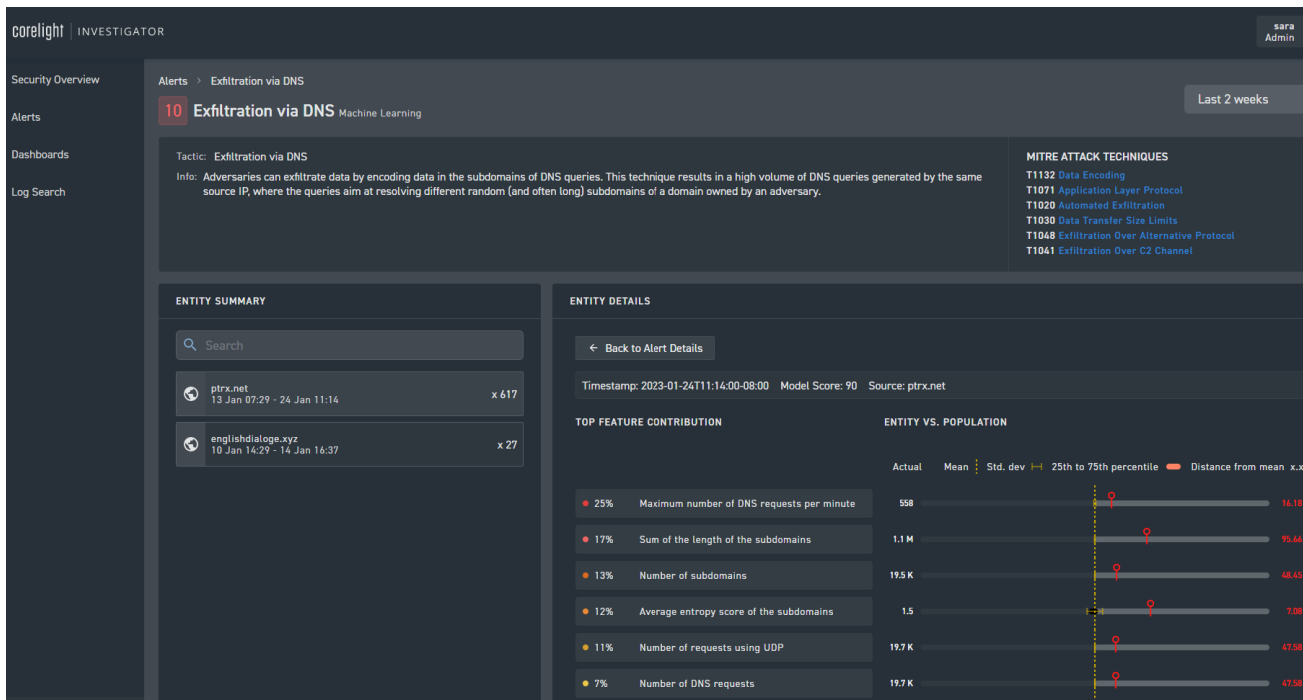 corelight | INVESTIGATOR
sara
Admin
Security Overview
Alerts
Dashboards
Log Search
Alerts > Exfiltration via DNS
10 Exfiltration via DNS Machine Learning
Last 2 weeks
Tactic: Exfiltration via DNS
Info: Adversaries can exfiltrate data by encoding data in the subdomains of DNS queries. This technique results in a high volume of DNS queries generated by the same
source IP, where the queries aim at resolving different random (and often long) subdomains of a domain owned by an adversary.
MITRE ATTACK TECHNIQUES
T1132 Data Encoding
T1071 Application Layer Protocol
T1020 Automated Exfiltration
T1030 Data Transfer Size Limits
T1048 Exfiltration Over Alternative Protocol
T1041 Exfiltration Over C2 Channel
ENTITY SUMMARY
Search
ptrx.net
13 Jan 07:29 - 24 Jan 11:14
x 617
englishdialoge.xyz
10 Jan 14:29 - 14 Jan 16:37
x 27
ENTITY DETAILS
← Back to Alert Details
Timestamp: 2023-01-24T11:14:00-08:00 Model Score: 90 Source: ptrx.net
TOP FEATURE CONTRIBUTION
ENTITY VS. POPULATION
Actual Mean Std. dev 25th to 75th percentile Distance from mean x.x
25% Maximum number of DNS requests per minute 558 16.18
17% Sum of the length of the subdomains 1.1 M 95.66
13% Number of subdomains 19.5 K 48.45
12% Average entropy score of the subdomains 1.5 7.08
11% Number of requests using UDP 19.7 K 47.58
7% Number of DNS requests 19.7 K 47.58